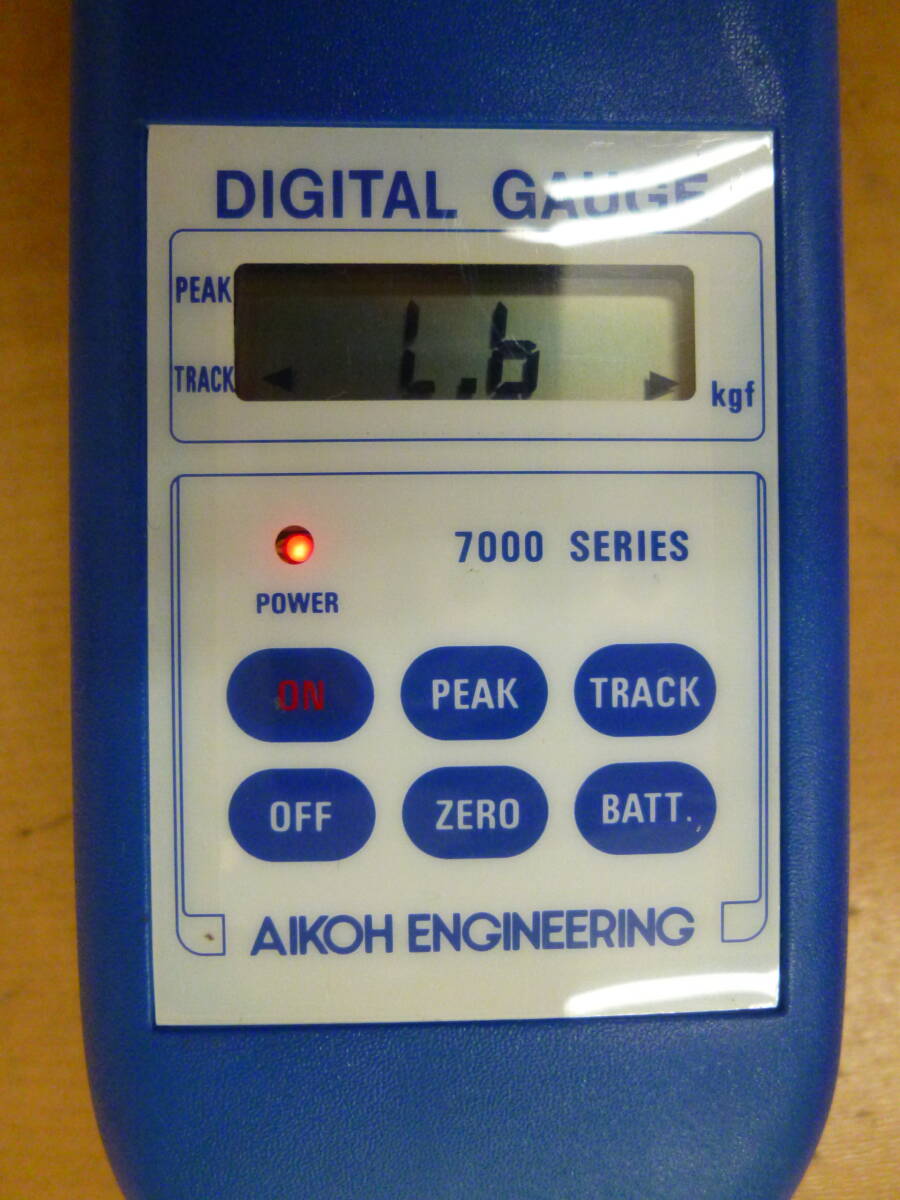 DIGITAL GAUGE
PEAK
L.b
TRACK
kgf
7000 SERIES
POWER
ON PEAK TRACK
OFF ZERO BATT.
AIKOH ENGINEERING